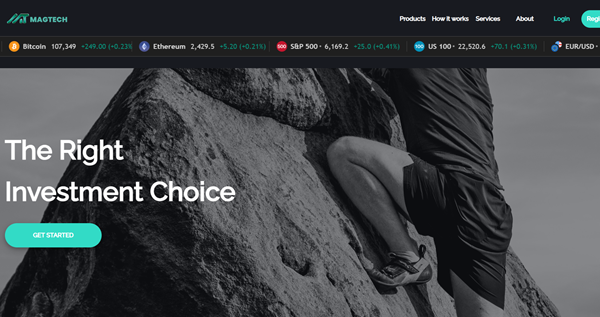 MAGTECH
Products How it works Services About Login Regi
Bitcoin 107,349 +249.00 (+0.23%) Ethereum 2,429.5 +5.20 (+0.21%) 500 S&P 500 6,169.2 +25.0 (+0.41%) 100 US 100 22,520.6 +70.1 (+0.31%) EUR/USD
The Right
Investment Choice
GET STARTED